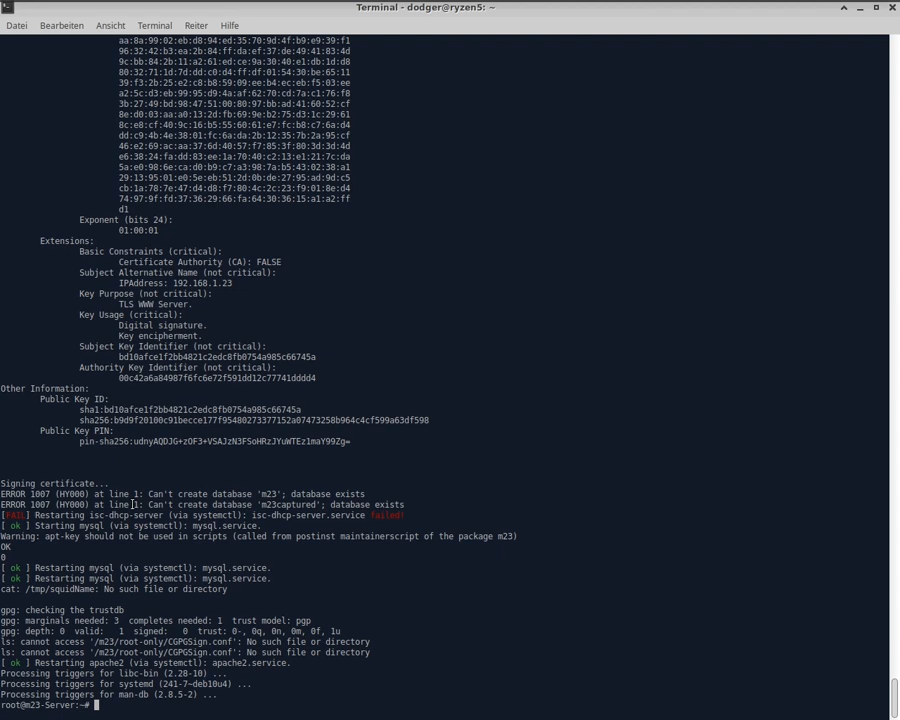 Terminal - dodger@ryzen5: ~
Datei Bearbeiten Ansicht Terminal Reiter Hilfe
aa:8a:99:02:eb:d8:94:ed:35:70:9d:4f:b9:e9:39:f1
96:32:42:b3:ea:2b:84:ff:da:ef:37:de:49:41:83:4d
9c:bb:84:2b:11:a2:61:ed:ce:9a:30:40:e1:db:1d:d8
80:32:71:1d:7d:dd:c0:d4:ff:df:01:54:30:be:65:11
39:f3:2b:25:e2:c8:b8:59:09:ee:b4:ec:eb:f5:03:ee
a2:5c:d3:eb:99:95:d9:4a:af:62:70:cd:7a:c1:76:f8
3b:27:49:bd:98:47:51:00:80:97:bb:ad:41:60:52:cf
8e:d0:03:aa:a0:13:2d:fb:69:9e:b2:75:d3:1c:29:61
8c:e8:cf:40:9c:16:b5:55:60:61:e7:fc:b8:c7:6a:d4
dd:c9:4b:4e:38:01:fc:6a:da:2b:12:35:7b:2a:95:cf
46:e2:69:ac:aa:37:6d:40:57:f7:85:3f:80:3d:3d:3c
e6:38:24:fa:dd:83:ee:1a:70:40:c2:13:e1:21:7c:da
5a:e0:98:6e:ca:d0:b9:c7:a3:98:7a:b5:43:02:38:a1
29:13:95:01:e0:5e:eb:51:2d:0b:de:27:95:ad:9d:c5
cb:1a:78:7e:47:d4:d8:f7:80:4c:2c:23:f9:01:8e:d4
74:97:9f:fd:37:36:29:66:fa:64:30:36:15:a1:a2:ff
d1
Exponent (bits 24):
01:00:01
Extensions:
Basic Constraints (critical):
Certificate Authority (CA): FALSE
Subject Alternative Name (not critical):
IPAddress: 192.168.1.23
Key Purpose (not critical):
TLS WWW Server.
Key Usage (critical):
Digital signature.
Key encipherment.
Subject Key Identifier (not critical):
bd10afce1f2bb4821c2edc8fb0754a985c66745a
Authority Key Identifier (not critical):
00c42a6a84987f6fc6e72f591dd12c77741dddd4
Other Information:
Public Key ID:
sha1:bd10afce1f2bb4821c2edc8fb0754a985c66745a
sha256:b9d9f20100c91becce177f95480273377152a07473258b964c4cf599a63df598
Public Key PIN:
pin-sha256:udnyAQDJG+zOF3+VSAJzN3FSoHRzJYuWTEz1maY99Zg=
Signing certificate...
ERROR 1007 (HY000) at line 1: Can't create database 'm23'; database exists
ERROR 1007 (HY000) at line 1: Can't create database 'm23captured'; database exists
[FAIL] Restarting isc-dhcp-server (via systemctl): isc-dhcp-server.service failed!
[ ok ] Starting mysql (via systemctl): mysql.service.
Warning: apt-key should not be used in scripts (called from postinst maintainerscript of the package m23)
OK
0
[ ok ] Restarting mysql (via systemctl): mysql.service.
[ ok ] Restarting mysql (via systemctl): mysql.service.
cat: /tmp/squidName: No such file or directory
gpg: checking the trustdb
gpg: marginals needed: 3  completes needed: 1  trust model: pgp
gpg: depth: 0  valid:   1  signed:   0  trust: 0-, 0q, 0n, 0m, 0f, 1u
ls: cannot access '/m23/root-only/CGPGSign.conf': No such file or directory
ls: cannot access '/m23/root-only/CGPGSign.conf': No such file or directory
[ ok ] Restarting apache2 (via systemctl): apache2.service.
Processing triggers for libc-bin (2.28-10) ...
Processing triggers for systemd (241-7~deb10u4) ...
Processing triggers for man-db (2.8.5-2) ...
root@m23-Server:~#